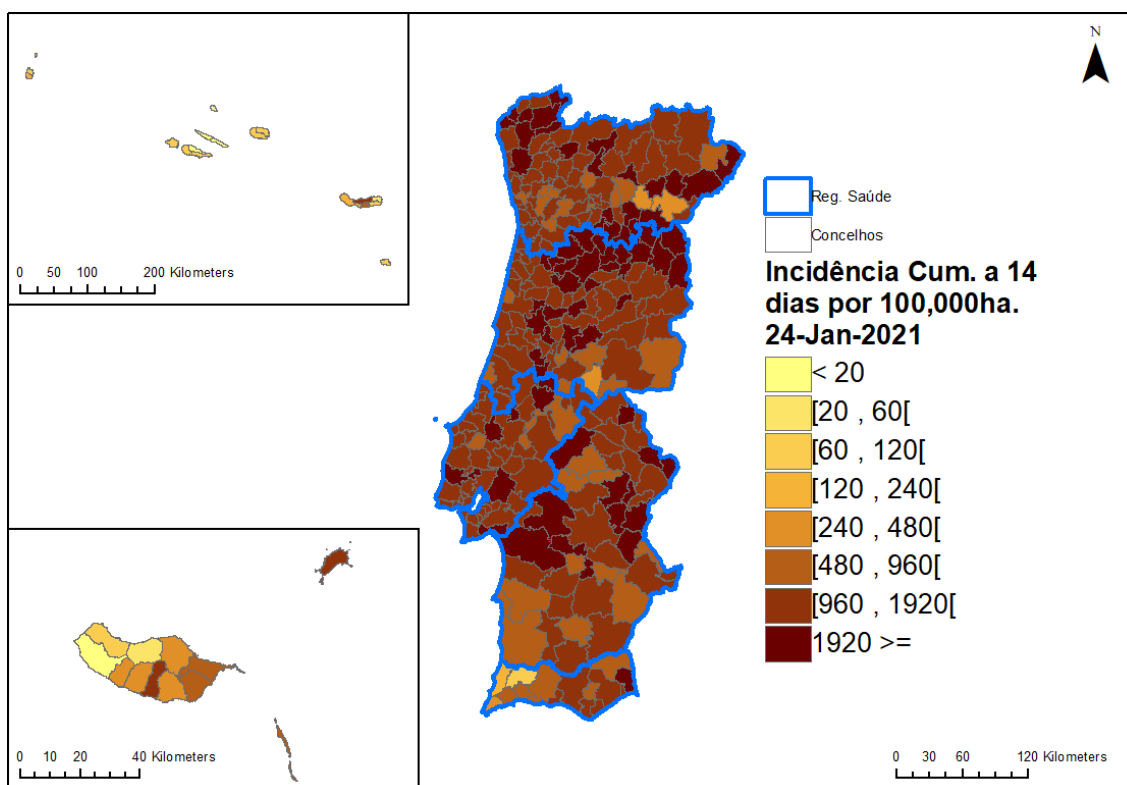 N
0 50 100 200 Kilometers
Reg. Saúde
Concelhos
Incidência Cum. a 14
dias por 100,000ha.
24-Jan-2021
< 20
[20 , 60[
[60 , 120[
[120 , 240[
[240 , 480[
[480 , 960[
[960 , 1920[
1920 >=
0 10 20 40 Kilometers
0 30 60 120 Kilometers